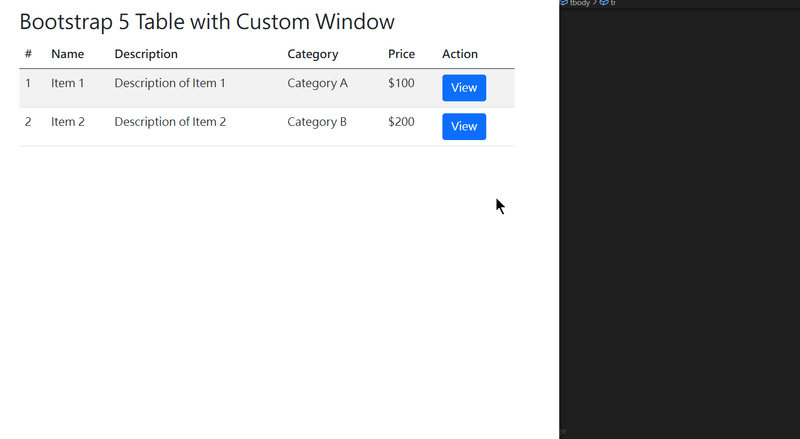 Bootstrap 5 Table with Custom Window
# Name Description Category Price Action
1 Item 1 Description of Item 1 Category A $100 View
2 Item 2 Description of Item 2 Category B $200 View
tbody > tr